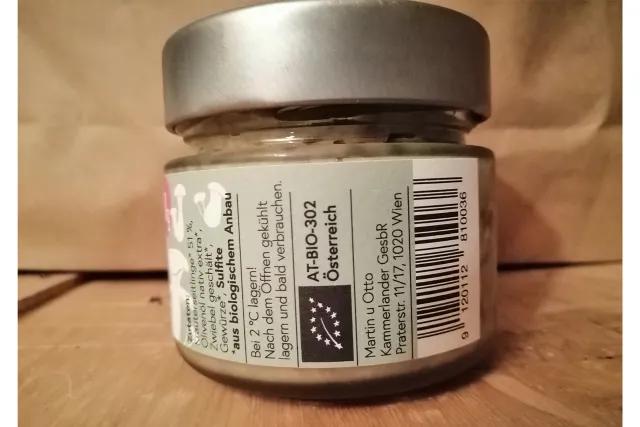 Zutaten:
Kräuterseitlinge* 51 %,
Olivenöl nativ extra*,
Zwiebel geschält*,
Gewürze*, Sulfite
*aus biologischem Anbau
Bei 2 °C lagern!
Nach dem Öffnen gekühlt
lagern und bald verbrauchen.
AT-BIO-302
Österreich
Martin u Otto
Kammerlander GesbR
Praterstr. 11/17, 1020 Wien
9 120112 810036